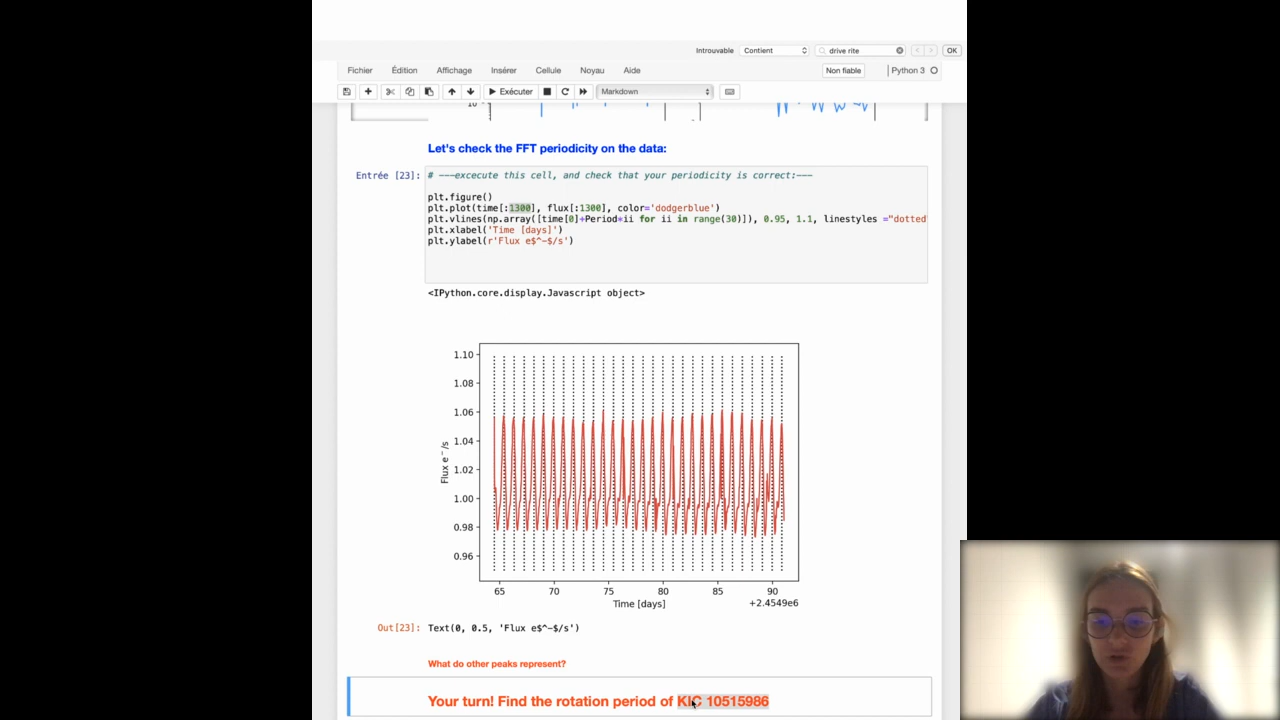 Introuvable Contient drive rite OK
Fichier Édition Affichage Insérer Cellule Noyau Aide Non fiable Python 3
Exécuter Markdown
Let's check the FFT periodicity on the data:
Entrée [23]: # ---excecute this cell, and check that your periodicity is correct:---
plt.figure()
plt.plot(time[:1300], flux[:1300], color='dodgerblue')
plt.vlines(np.array([time[0]+Period*ii for ii in range(30)]), 0.95, 1.1, linestyles ="dotted"
plt.xlabel('Time [days]')
plt.ylabel(r'Flux e$^-$/s')
<IPython.core.display.Javascript object>
1.10
1.08
1.06
1.04
1.02
1.00
0.98
0.96
Flux e⁻/s
65 70 75 80 85 90
Time [days] +2.4549e6
Out[23]: Text(0, 0.5, 'Flux e$^-$/s')
What do other peaks represent?
Your turn! Find the rotation period of KIC 10515986